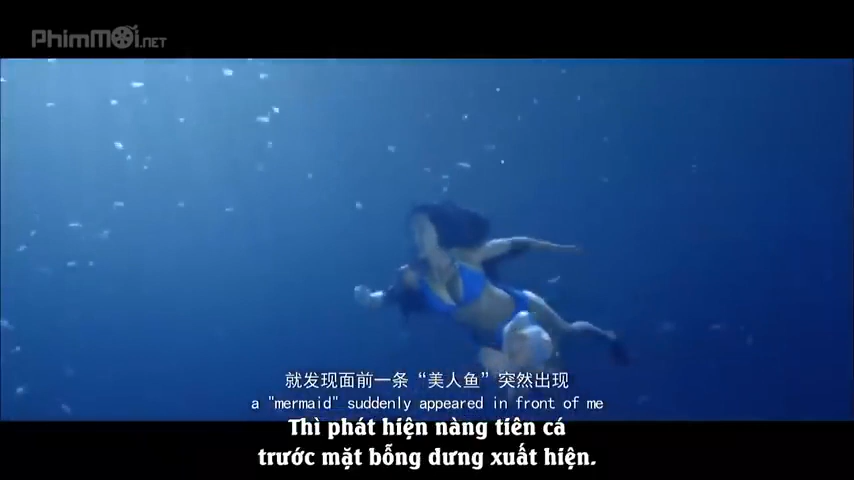 PhimMoi.NET
就发现面前一条“美人鱼”突然出现
a "mermaid" suddenly appeared in front of me
Thì phát hiện nàng tiên cá
trước mặt bỗng dưng xuất hiện.